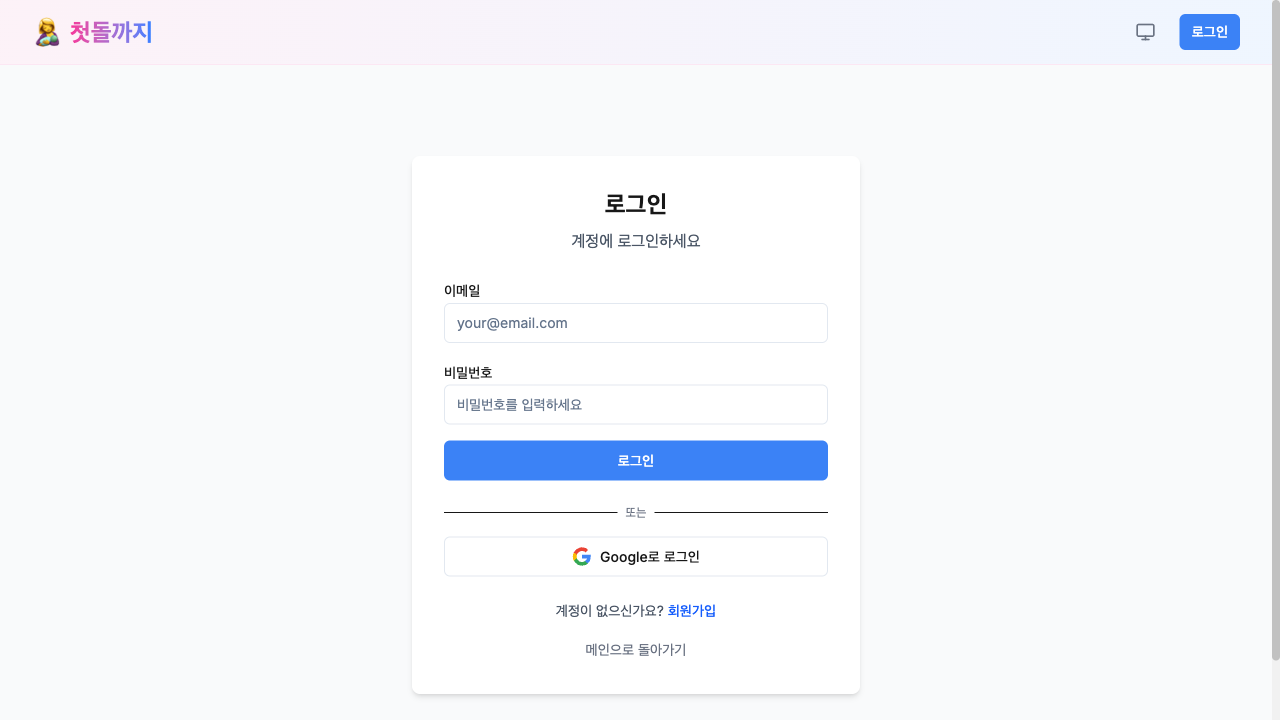 첫돌까지
로그인
로그인
계정에 로그인하세요
이메일
your@email.com
비밀번호
비밀번호를 입력하세요
로그인
또는
Google로 로그인
계정이 없으신가요? 회원가입
메인으로 돌아가기